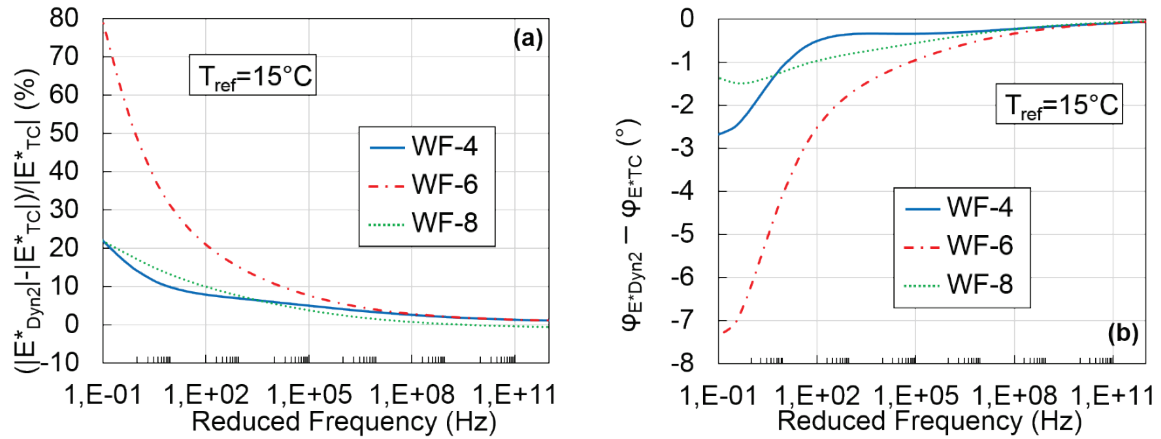 (|E*Dyn2|-|E*TC|)/|E*TC| (%)
80
70
60
50
40
30
20
10
0
-10
(a)
Tref=15°C
WF-4
WF-6
WF-8
1,E-01 1,E+02 1,E+05 1,E+08 1,E+11
Reduced Frequency (Hz)
φE*Dyn2 – φE*TC (°)
0
-1
-2
-3
-4
-5
-6
-7
-8
Tref=15°C
WF-4
WF-6
WF-8
(b)
1,E-01 1,E+02 1,E+05 1,E+08 1,E+11
Reduced Frequency (Hz)